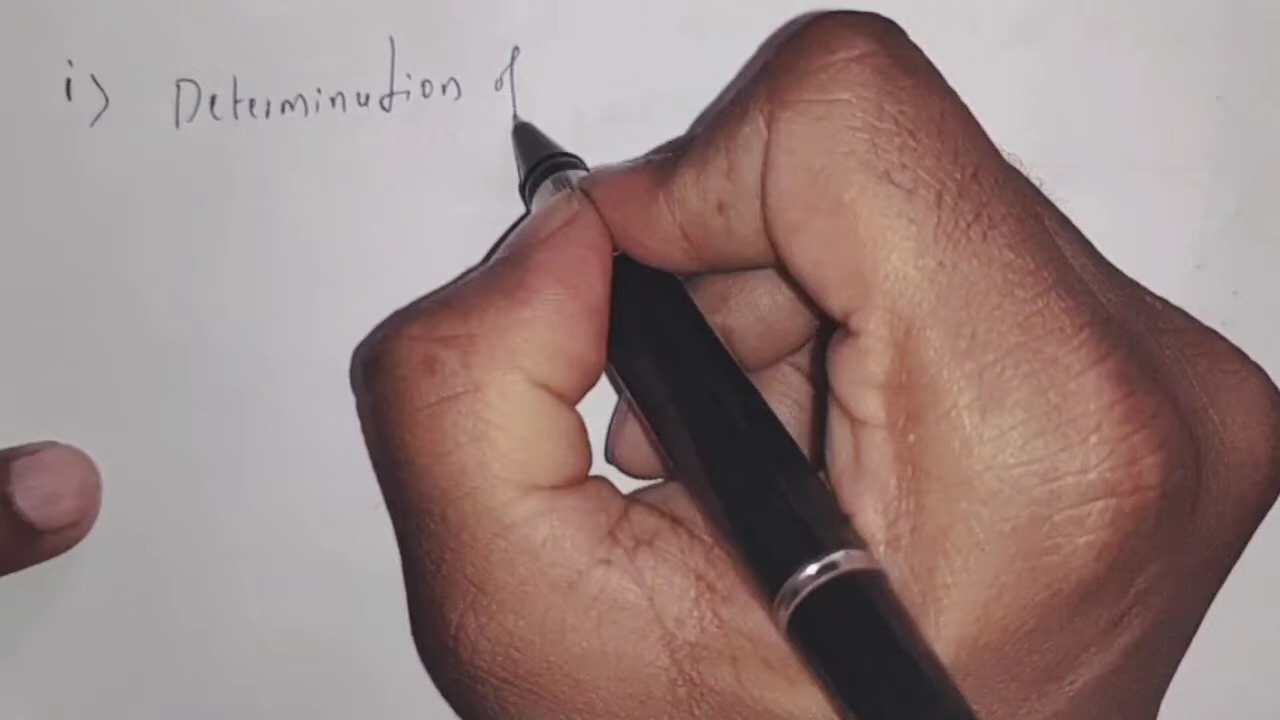 i) Determination of